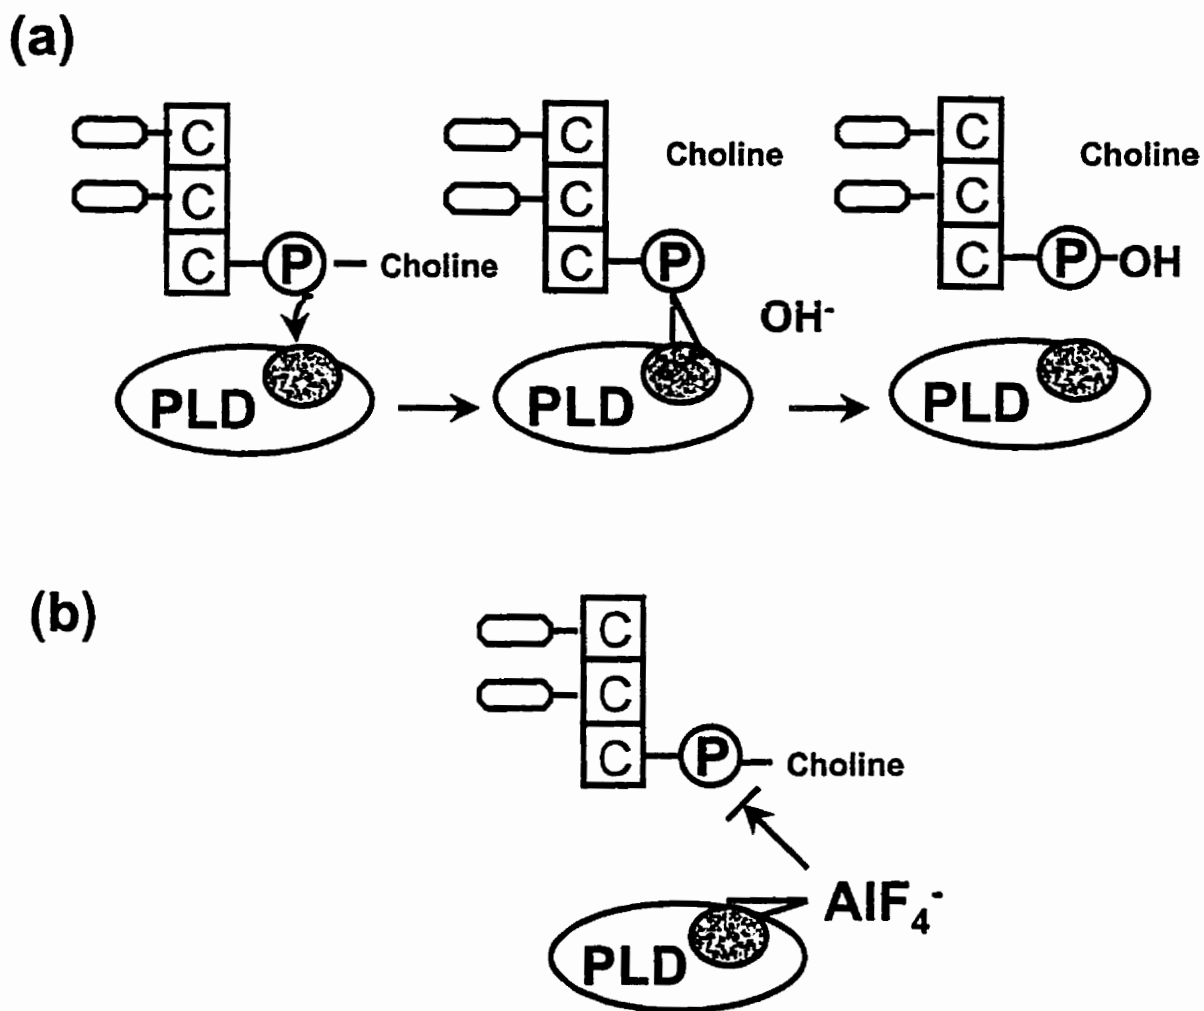 (a)
C C C
Choline Choline
C C C
C P Choline C P C P-OH
OH-
PLD PLD PLD
(b)
C
C
C P Choline
AlF4-
PLD